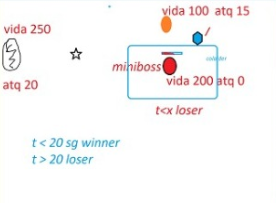 vida 100 atq 15
vida 250
miniboss
vida 200 atq 0
atq 20
t<x loser
t < 20 sg winner
t > 20 loser